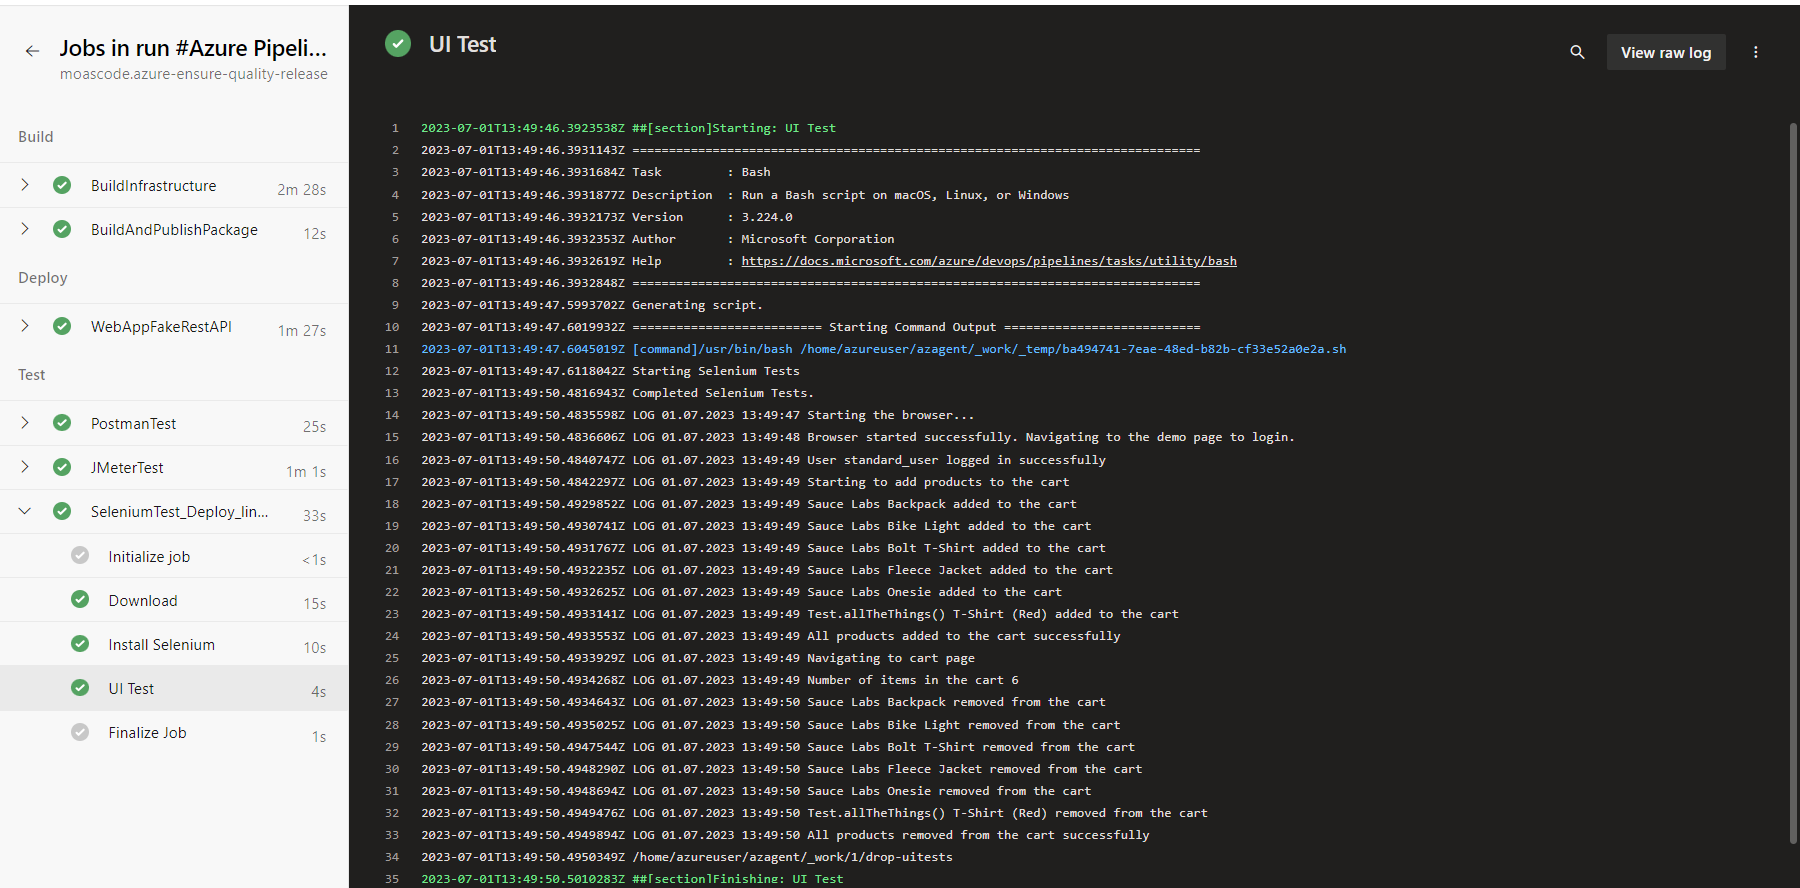 Jobs in run #Azure Pipeli...
moascode.azure-ensure-quality-release
Build
BuildInfrastructure 2m 28s
BuildAndPublishPackage 12s
Deploy
WebAppFakeRestAPI 1m 27s
Test
PostmanTest 25s
JMeterTest 1m 1s
SeleniumTest_Deploy_lin... 33s
Initialize job <1s
Download 15s
Install Selenium 10s
UI Test 4s
Finalize Job 1s
UI Test
View raw log
1 2023-07-01T13:49:46.3923538Z ##[section]Starting: UI Test
2 2023-07-01T13:49:46.3931143Z ==============================================================================
3 2023-07-01T13:49:46.3931684Z Task         : Bash
4 2023-07-01T13:49:46.3931877Z Description  : Run a Bash script on macOS, Linux, or Windows
5 2023-07-01T13:49:46.3932173Z Version      : 3.224.0
6 2023-07-01T13:49:46.3932353Z Author       : Microsoft Corporation
7 2023-07-01T13:49:46.3932619Z Help         : https://docs.microsoft.com/azure/devops/pipelines/tasks/utility/bash
8 2023-07-01T13:49:46.3932848Z ==============================================================================
9 2023-07-01T13:49:47.5993702Z Generating script.
10 2023-07-01T13:49:47.6019932Z ========================== Starting Command Output ===========================
11 2023-07-01T13:49:47.6045019Z [command]/usr/bin/bash /home/azureuser/azagent/_work/_temp/ba494741-7eae-48ed-b82b-cf33e52a0e2a.sh
12 2023-07-01T13:49:47.6118042Z Starting Selenium Tests
13 2023-07-01T13:49:50.4816943Z Completed Selenium Tests.
14 2023-07-01T13:49:50.4835598Z LOG 01.07.2023 13:49:47 Starting the browser...
15 2023-07-01T13:49:50.4836606Z LOG 01.07.2023 13:49:48 Browser started successfully. Navigating to the demo page to login.
16 2023-07-01T13:49:50.4840747Z LOG 01.07.2023 13:49:49 User standard_user logged in successfully
17 2023-07-01T13:49:50.4842297Z LOG 01.07.2023 13:49:49 Starting to add products to the cart
18 2023-07-01T13:49:50.4929852Z LOG 01.07.2023 13:49:49 Sauce Labs Backpack added to the cart
19 2023-07-01T13:49:50.4930741Z LOG 01.07.2023 13:49:49 Sauce Labs Bike Light added to the cart
20 2023-07-01T13:49:50.4931767Z LOG 01.07.2023 13:49:49 Sauce Labs Bolt T-Shirt added to the cart
21 2023-07-01T13:49:50.4932235Z LOG 01.07.2023 13:49:49 Sauce Labs Fleece Jacket added to the cart
22 2023-07-01T13:49:50.4932625Z LOG 01.07.2023 13:49:49 Sauce Labs Onesie added to the cart
23 2023-07-01T13:49:50.4933141Z LOG 01.07.2023 13:49:49 Test.allTheThings() T-Shirt (Red) added to the cart
24 2023-07-01T13:49:50.4933553Z LOG 01.07.2023 13:49:49 All products added to the cart successfully
25 2023-07-01T13:49:50.4933929Z LOG 01.07.2023 13:49:49 Navigating to cart page
26 2023-07-01T13:49:50.4934268Z LOG 01.07.2023 13:49:49 Number of items in the cart 6
27 2023-07-01T13:49:50.4934643Z LOG 01.07.2023 13:49:50 Sauce Labs Backpack removed from the cart
28 2023-07-01T13:49:50.4935025Z LOG 01.07.2023 13:49:50 Sauce Labs Bike Light removed from the cart
29 2023-07-01T13:49:50.4947544Z LOG 01.07.2023 13:49:50 Sauce Labs Bolt T-Shirt removed from the cart
30 2023-07-01T13:49:50.4948290Z LOG 01.07.2023 13:49:50 Sauce Labs Fleece Jacket removed from the cart
31 2023-07-01T13:49:50.4948694Z LOG 01.07.2023 13:49:50 Sauce Labs Onesie removed from the cart
32 2023-07-01T13:49:50.4949476Z LOG 01.07.2023 13:49:50 Test.allTheThings() T-Shirt (Red) removed from the cart
33 2023-07-01T13:49:50.4949894Z LOG 01.07.2023 13:49:50 All products removed from the cart successfully
34 2023-07-01T13:49:50.4950349Z /home/azureuser/azagent/_work/1/drop-uitests
35 2023-07-01T13:49:50.5010283Z ##[section]Finishing: UI Test